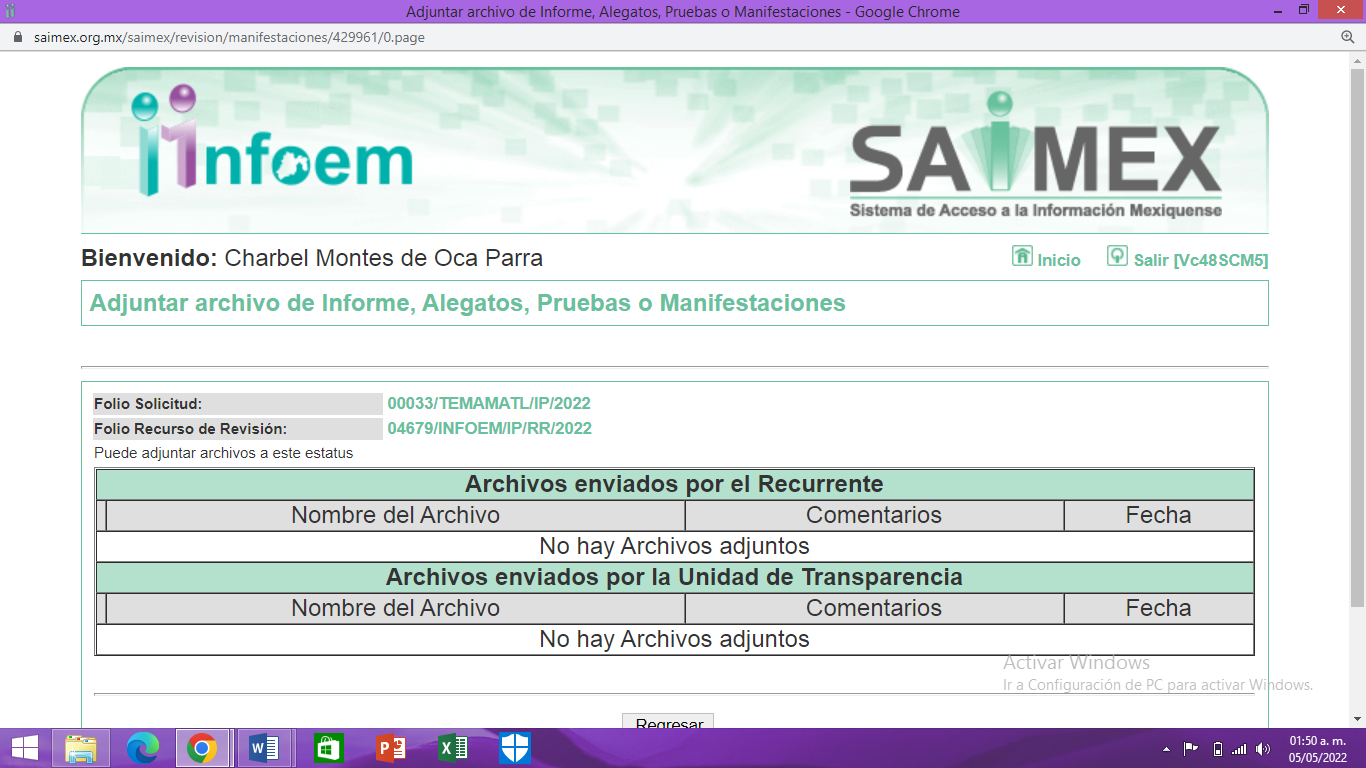 Adjuntar archivo de Informe, Alegatos, Pruebas o Manifestaciones - Google Chrome
saimex.org.mx/saimex/revision/manifestaciones/429961/0.page
infoem
SAIMEX
Sistema de Acceso a la Información Mexiquense
Bienvenido: Charbel Montes de Oca Parra
Inicio Salir [Vc48SCM5]
Adjuntar archivo de Informe, Alegatos, Pruebas o Manifestaciones
Folio Solicitud: 00033/TEMAMATL/IP/2022
Folio Recurso de Revisión: 04679/INFOEM/IP/RR/2022
Puede adjuntar archivos a este estatus
Archivos enviados por el Recurrente
Nombre del Archivo Comentarios Fecha
No hay Archivos adjuntos
Archivos enviados por la Unidad de Transparencia
Nombre del Archivo Comentarios Fecha
No hay Archivos adjuntos
Activar Windows
Ir a Configuración de PC para activar Windows.
Regresar
01:50 a. m.
05/05/2022